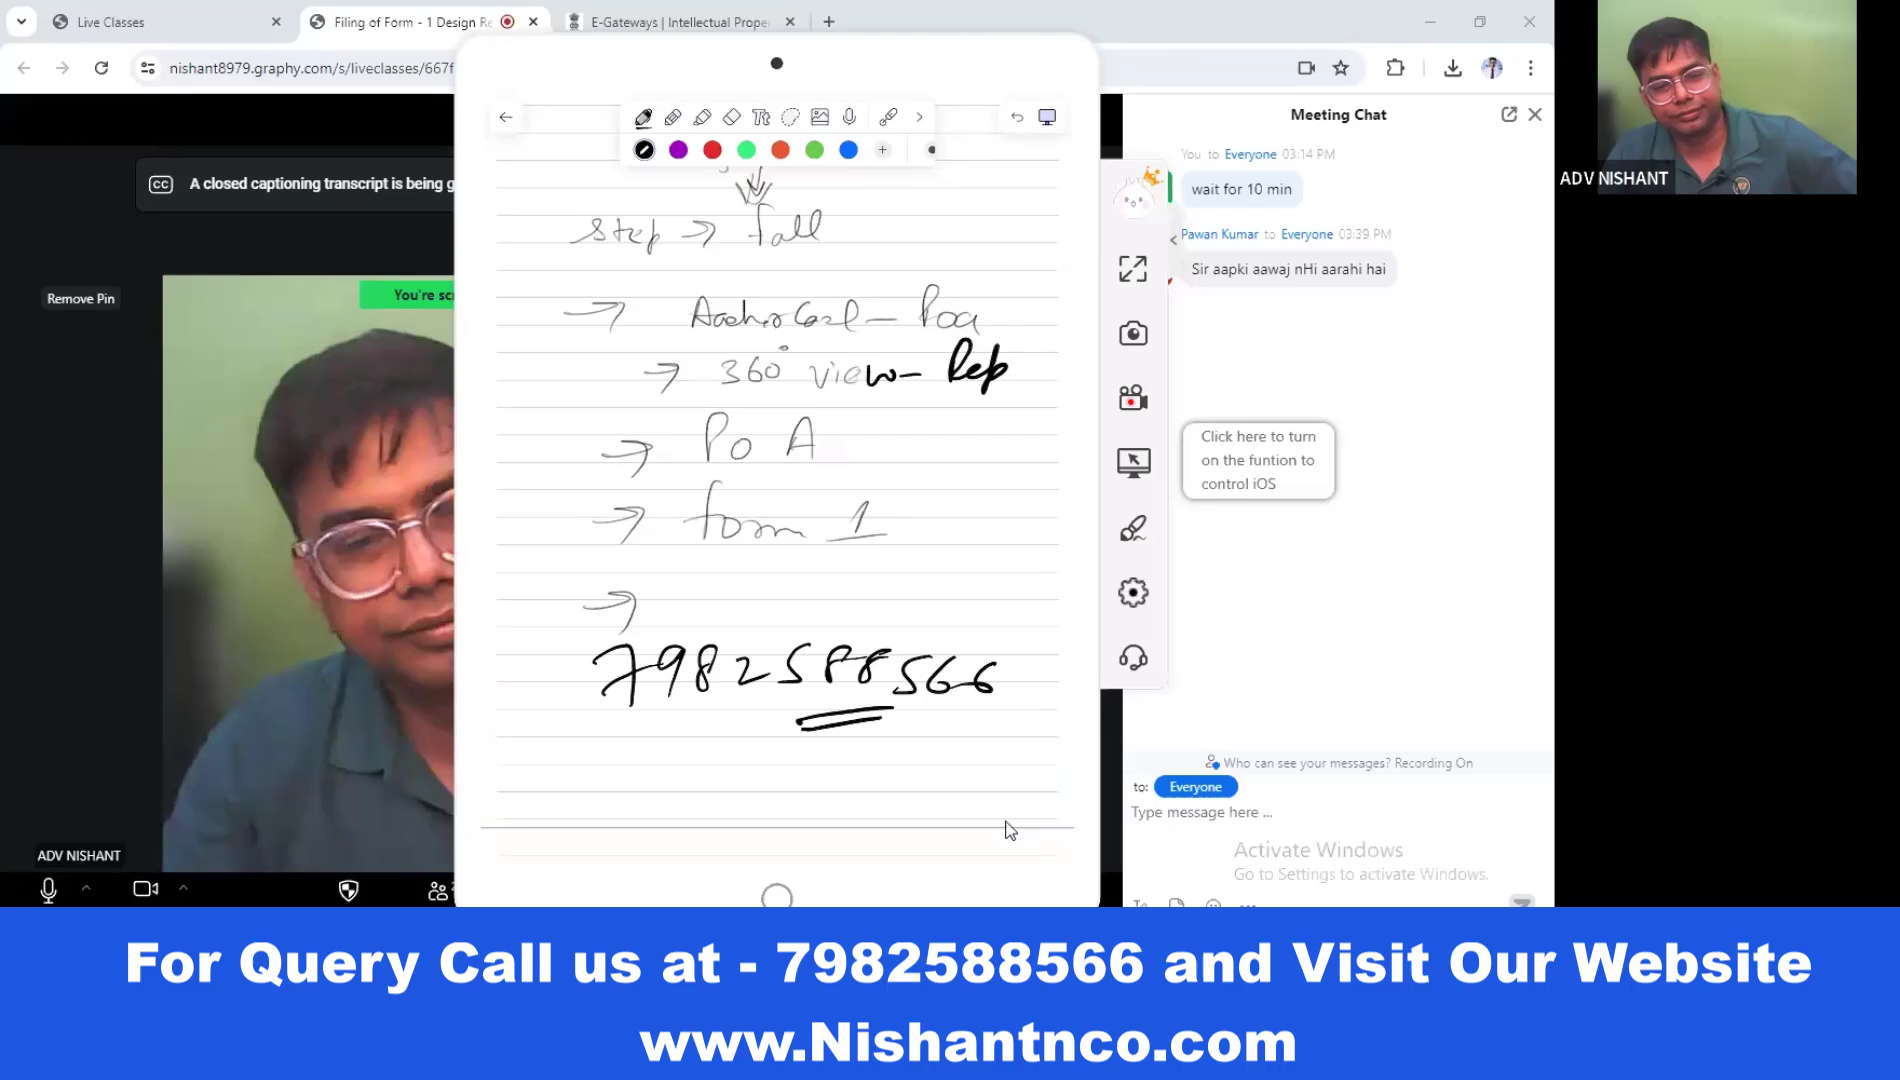 Live Classes
Filing of Form - 1 Design Re
E-Gateways | Intellectual Prope
nishant8979.graphy.com/s/liveclasses/667f
Meeting Chat
You to Everyone 03:14 PM
wait for 10 min
Pawan Kumar to Everyone 03:39 PM
Sir aapki aawaj nHi aarahi hai
ADV NISHANT
CC A closed captioning transcript is being g
Remove Pin
You're scr
Tt
step → fall
→ Aadhar Card - Poa
→ 360° view - Rep
→ Po A
→ form 1
→
7982588566
Click here to turn
on the funtion to
control iOS
Who can see your messages? Recording On
to: Everyone
Type message here ...
Activate Windows
Go to Settings to activate Windows.
ADV NISHANT
For Query Call us at - 7982588566 and Visit Our Website
www.Nishantnco.com